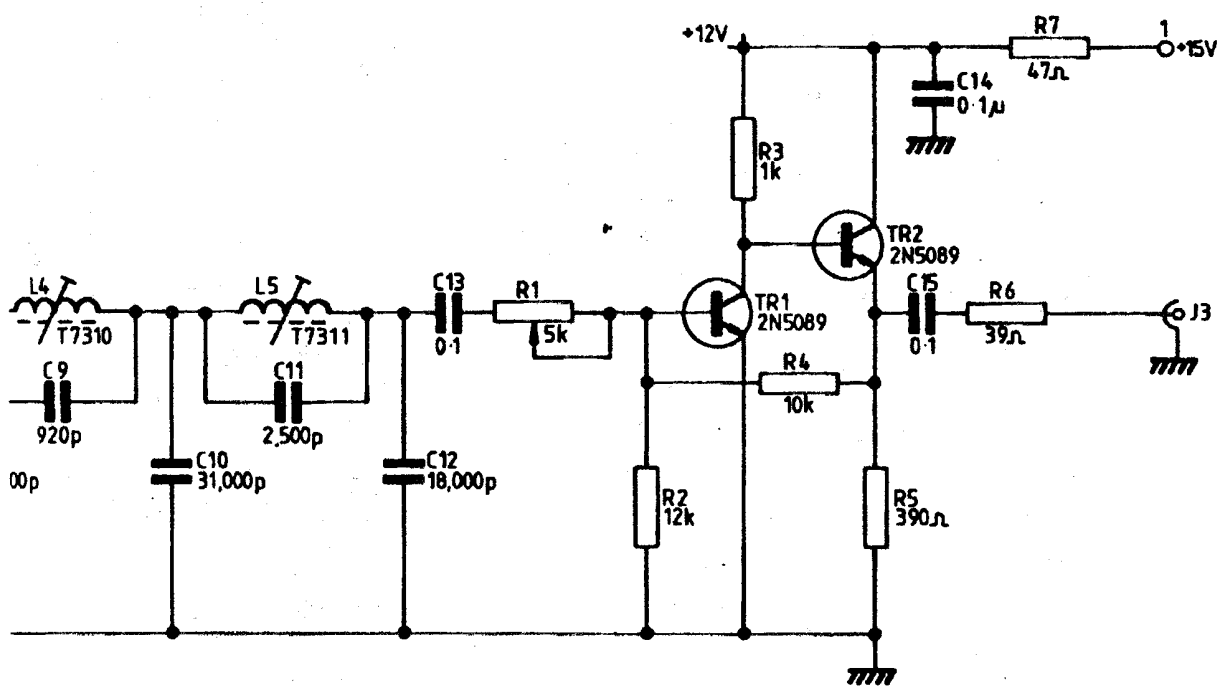 +12V
R7
47Ω
1
+15V
C14
0·1μ
R3
1k
TR2
2N5089
L4
T7310
L5
T7311
C13
0·1
R1
5k
TR1
2N5089
C15
0·1
R6
39Ω
J3
C9
920p
C11
2,500p
R4
10k
00p
C10
31,000p
C12
18,000p
R2
12k
R5
390Ω